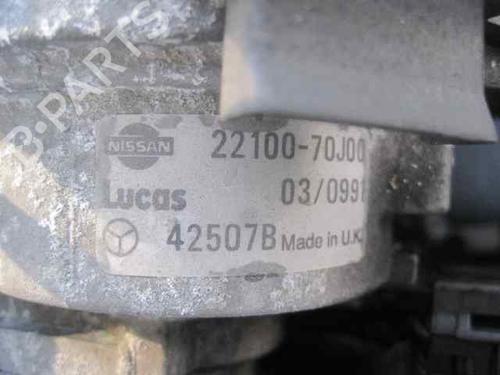 B-PARTS
NISSAN 22100-70J00
Lucas 03/0991
42507B Made in U.K.